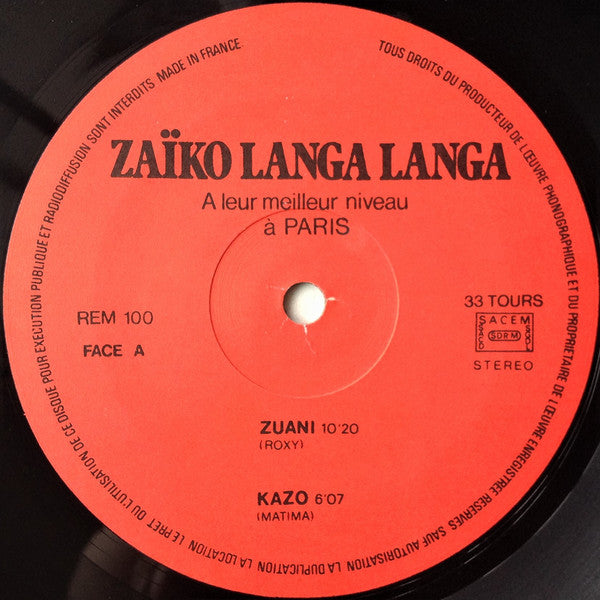 TOUS DROITS DU PRODUCTEUR DE L'ŒUVRE PHONOGRAPHIQUE ET DU PROPRIETAIRE DE L'ŒUVRE ENREGISTREE RESERVES SAUF AUTORISATION LA DUPLICATION LA LOCATION LE PRET OU L'UTILISATION DE CE DISQUE POUR EXECUTION PUBLIQUE ET RADIODIFFUSION SONT INTERDITS MADE IN FRANCE.
ZAÏKO LANGA LANGA
A leur meilleur niveau
à PARIS
REM 100
FACE A
33 TOURS
SACEM
SACD
SDRM
SGDL
STEREO
ZUANI 10'20
(ROXY)
KAZO 6'07
(MATIMA)